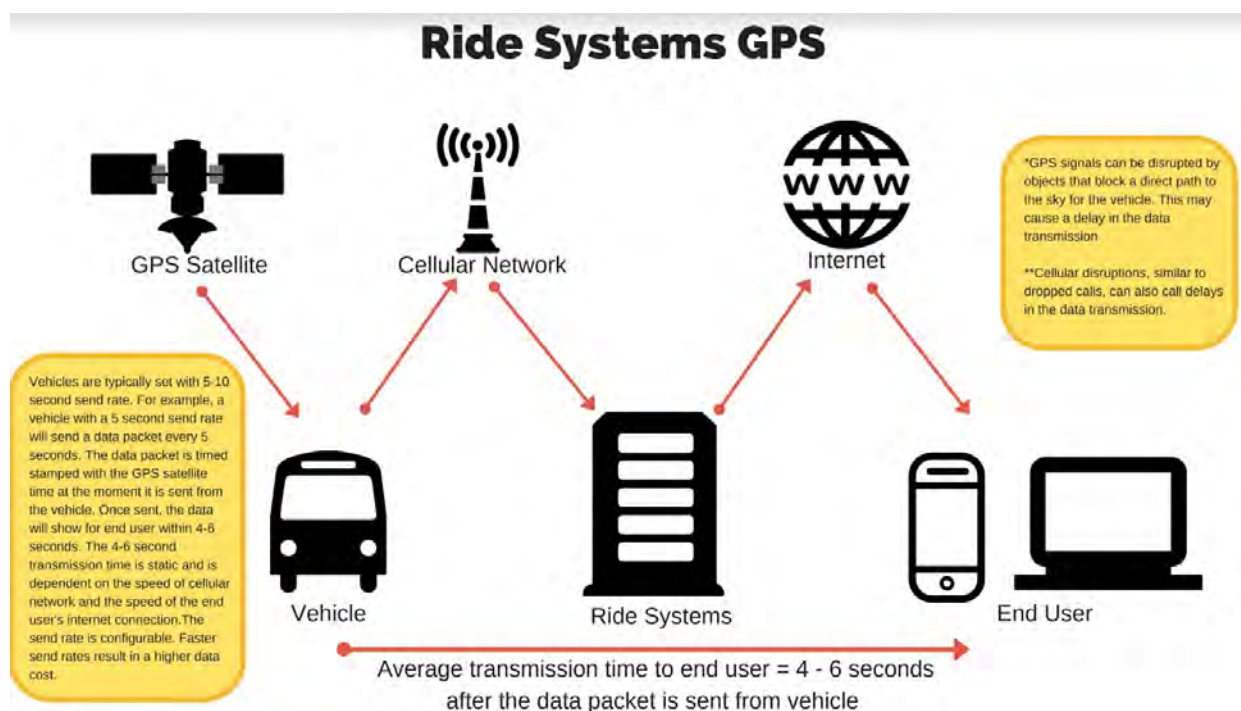 Ride Systems GPS
GPS Satellite
Cellular Network
W W W
Internet
*GPS signals can be disrupted by
objects that block a direct path to
the sky for the vehicle. This may
cause a delay in the data
transmission
**Cellular disruptions, similar to
dropped calls, can also call delays
in the data transmission.
Vehicles are typically set with 5-10
second send rate. For example, a
vehicle with a 5 second send rate
will send a data packet every 5
seconds. The data packet is timed
stamped with the GPS satellite
time at the moment it is sent from
the vehicle. Once sent, the data
will show for end user within 4-6
seconds. The 4-6 second
transmission time is static and is
dependent on the speed of cellular
network and the speed of the end
user's internet connection.The
send rate is configurable. Faster
send rates result in a higher data
cost.
Vehicle
Ride Systems
End User
Average transmission time to end user = 4 - 6 seconds
after the data packet is sent from vehicle